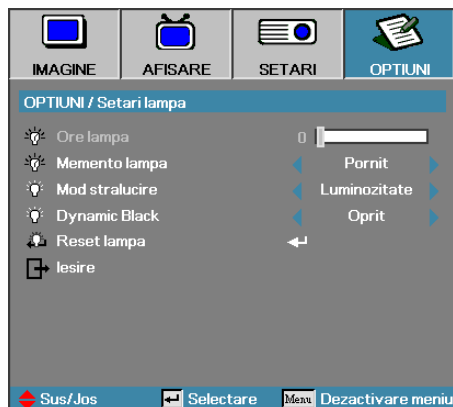 IMAGINE AFISARE SETARI OPTIUNI
OPTIUNI / Setari lampa
Ore lampa 0
Memento lampa Pornit
Mod stralucire Luminozitate
Dynamic Black Oprit
Reset lampa
Iesire
Sus/Jos Selectare Menu Dezactivare meniu